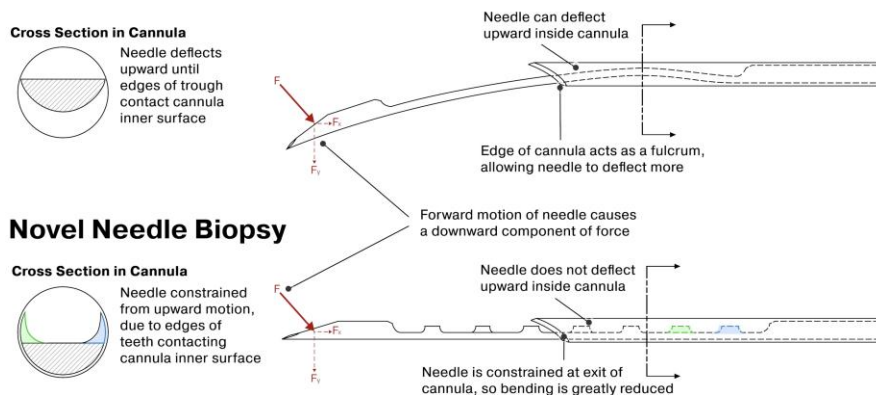 Cross Section in Cannula
Needle deflects
upward until
edges of trough
contact cannula
inner surface
Needle can deflect
upward inside cannula
F
Fx
Fy
Edge of cannula acts as a fulcrum,
allowing needle to deflect more
Forward motion of needle causes
a downward component of force
Novel Needle Biopsy
Cross Section in Cannula
Needle constrained
from upward motion,
due to edges of
teeth contacting
cannula inner surface
Needle does not deflect
upward inside cannula
F
Fx
Fy
Needle is constrained at exit of
cannula, so bending is greatly reduced